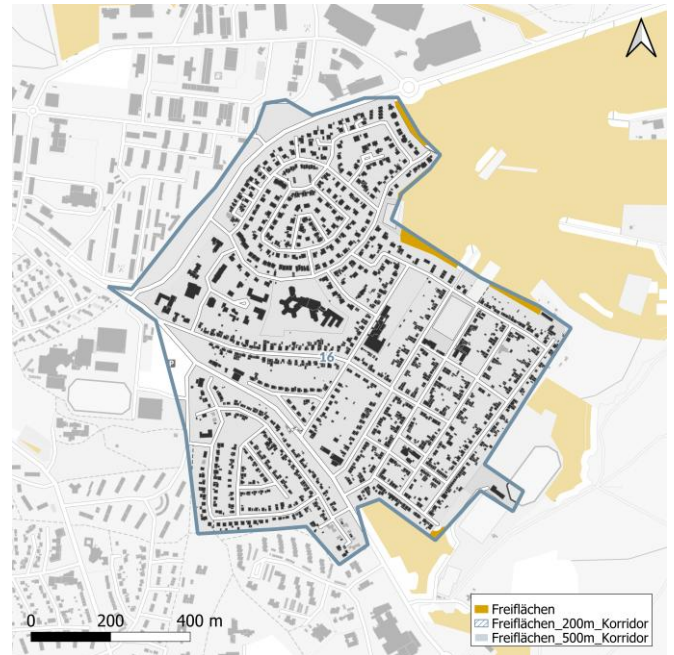 16
0 200 400 m
Freiflächen
Freiflächen_200m_Korridor
Freiflächen_500m_Korridor